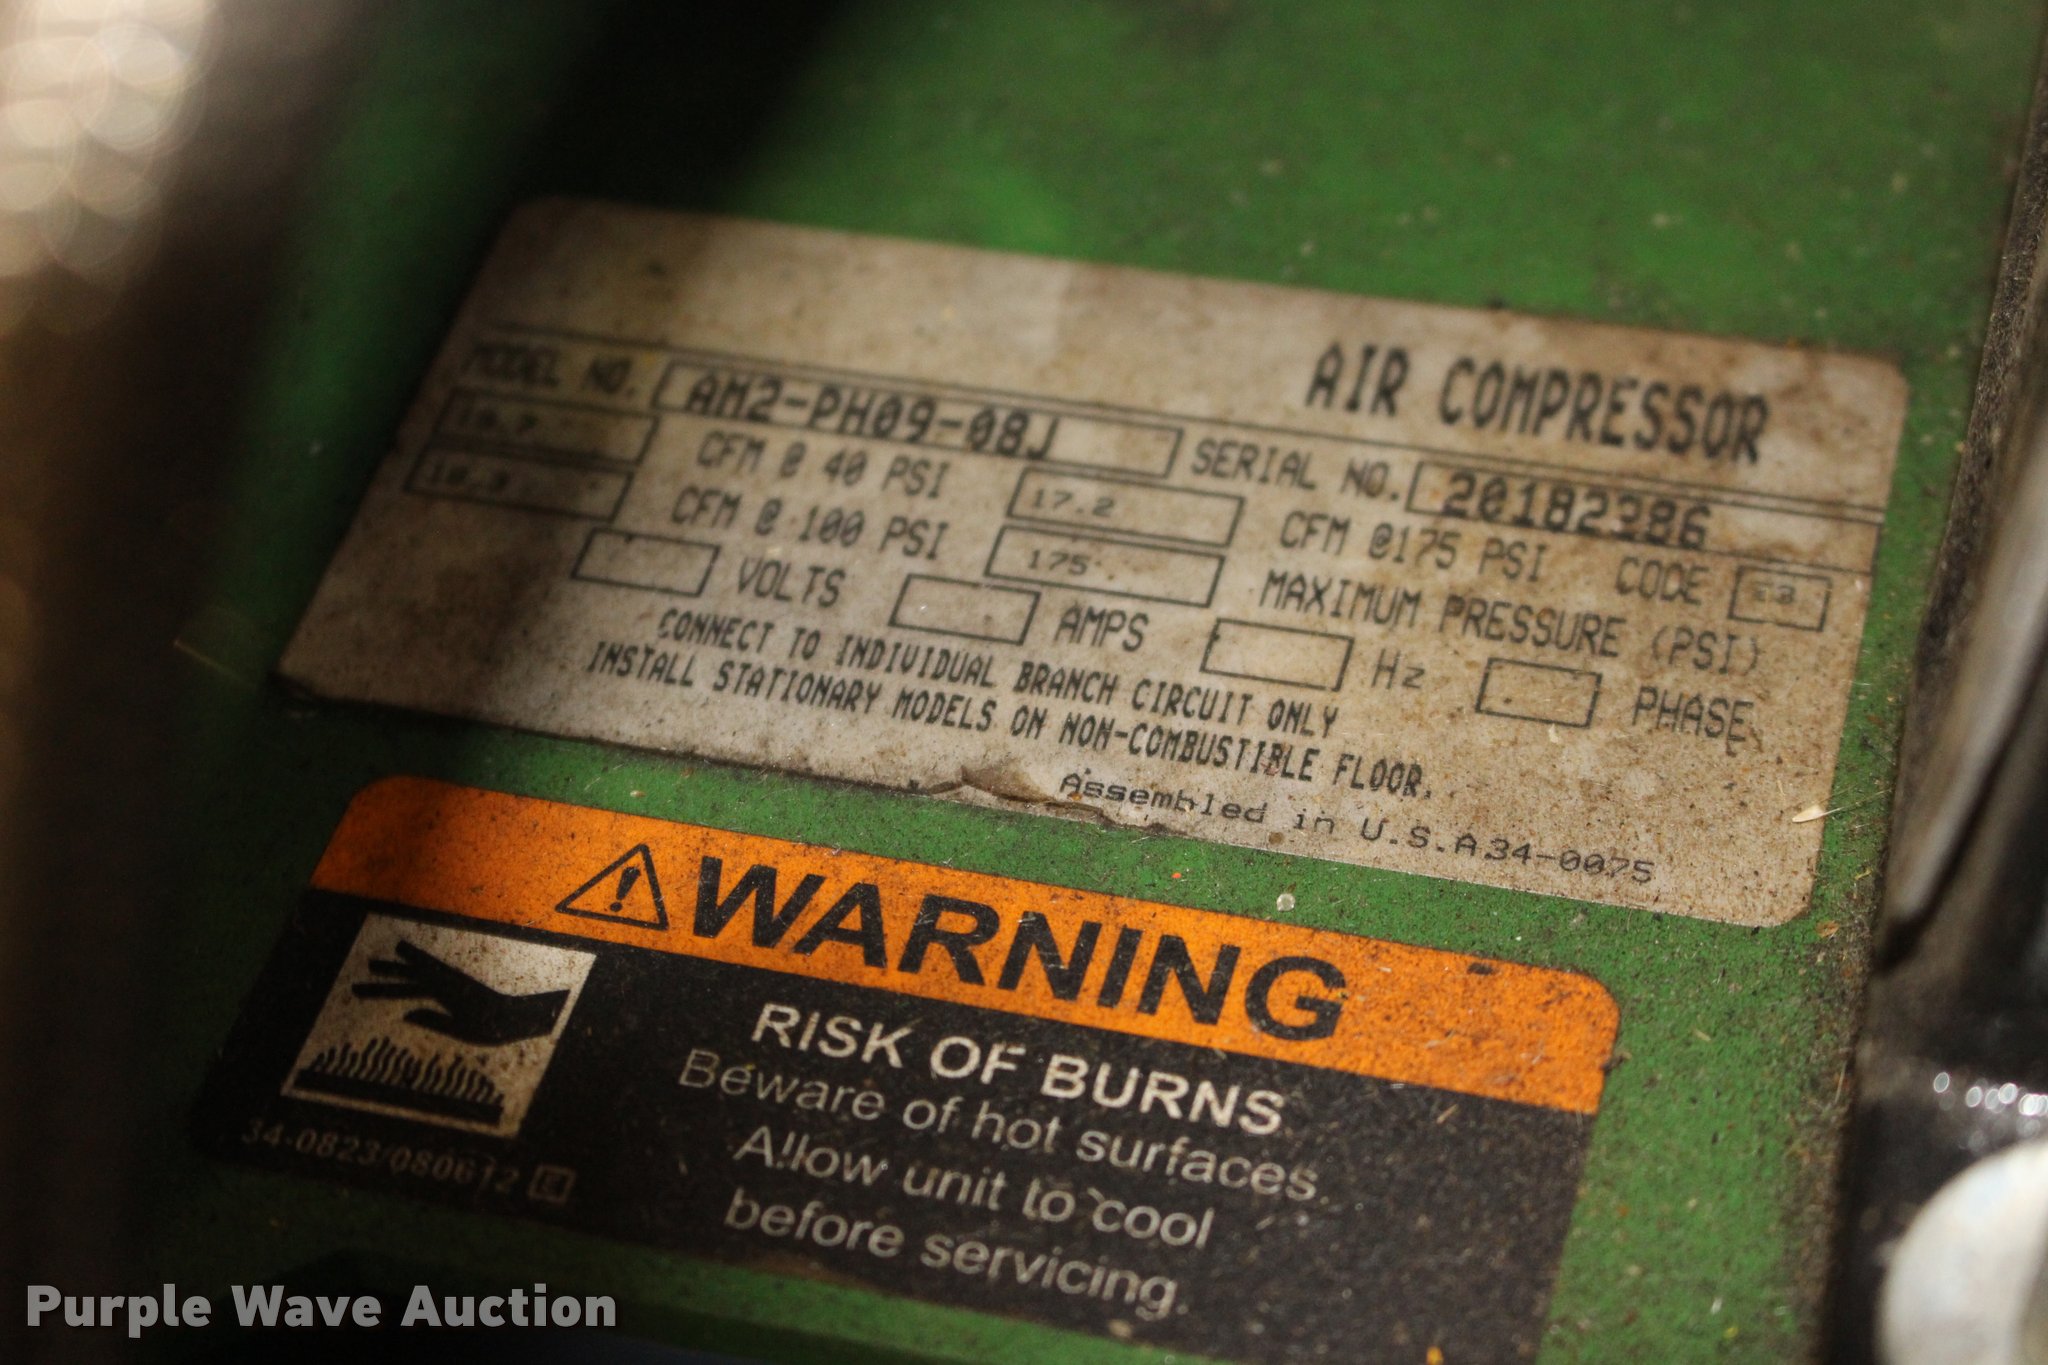 AIR COMPRESSOR
MODEL NO. AM2-PH09-08J SERIAL NO. 20182386
CFM @ 40 PSI 17.2 CFM @175 PSI CODE
CFM @ 100 PSI 175 MAXIMUM PRESSURE (PSI)
VOLTS AMPS Hz PHASE
CONNECT TO INDIVIDUAL BRANCH CIRCUIT ONLY
INSTALL STATIONARY MODELS ON NON-COMBUSTIBLE FLOOR.
Assembled in U.S.A 34-0075
WARNING
RISK OF BURNS
Beware of hot surfaces.
Allow unit to cool
before servicing.
34-0823/080612
Purple Wave Auction